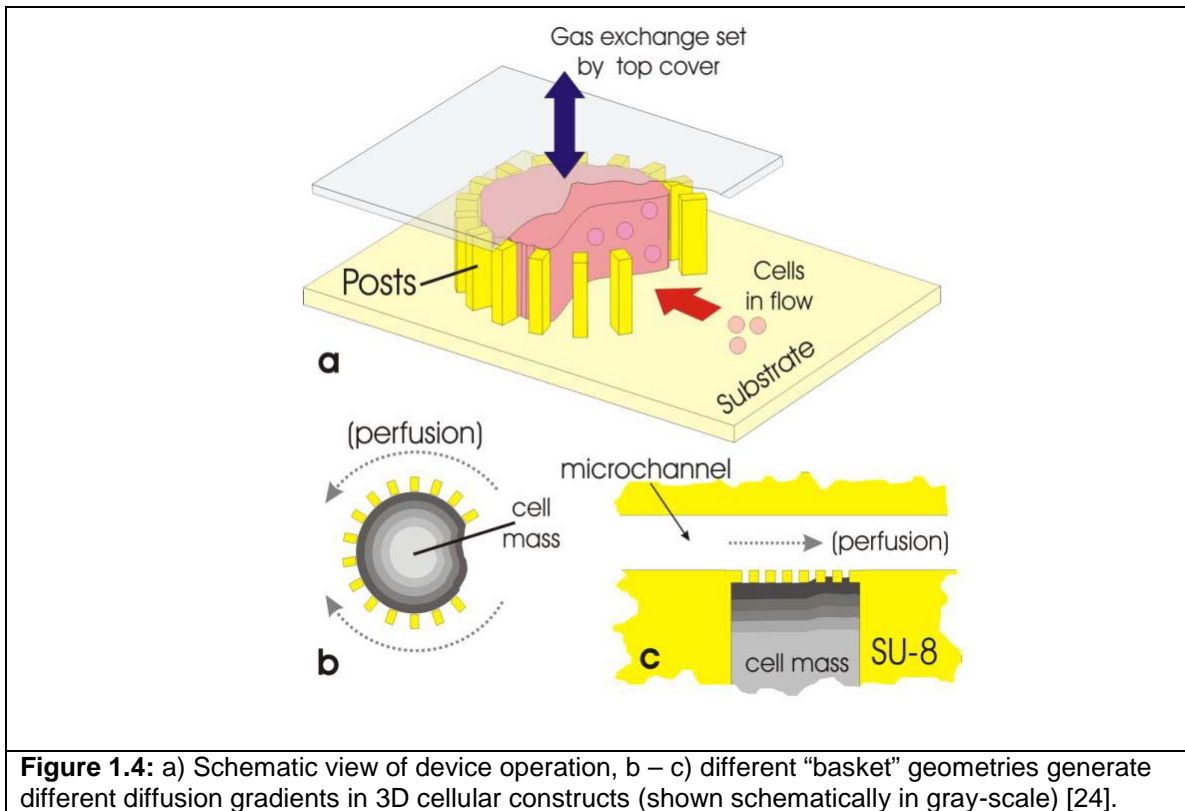 Gas exchange set
by top cover
Posts
Cells
in flow
Substrate
a
(perfusion)
cell
mass
b
microchannel
(perfusion)
c
cell mass
SU-8
Figure 1.4: a) Schematic view of device operation, b – c) different “basket” geometries generate
different diffusion gradients in 3D cellular constructs (shown schematically in gray-scale) [24].